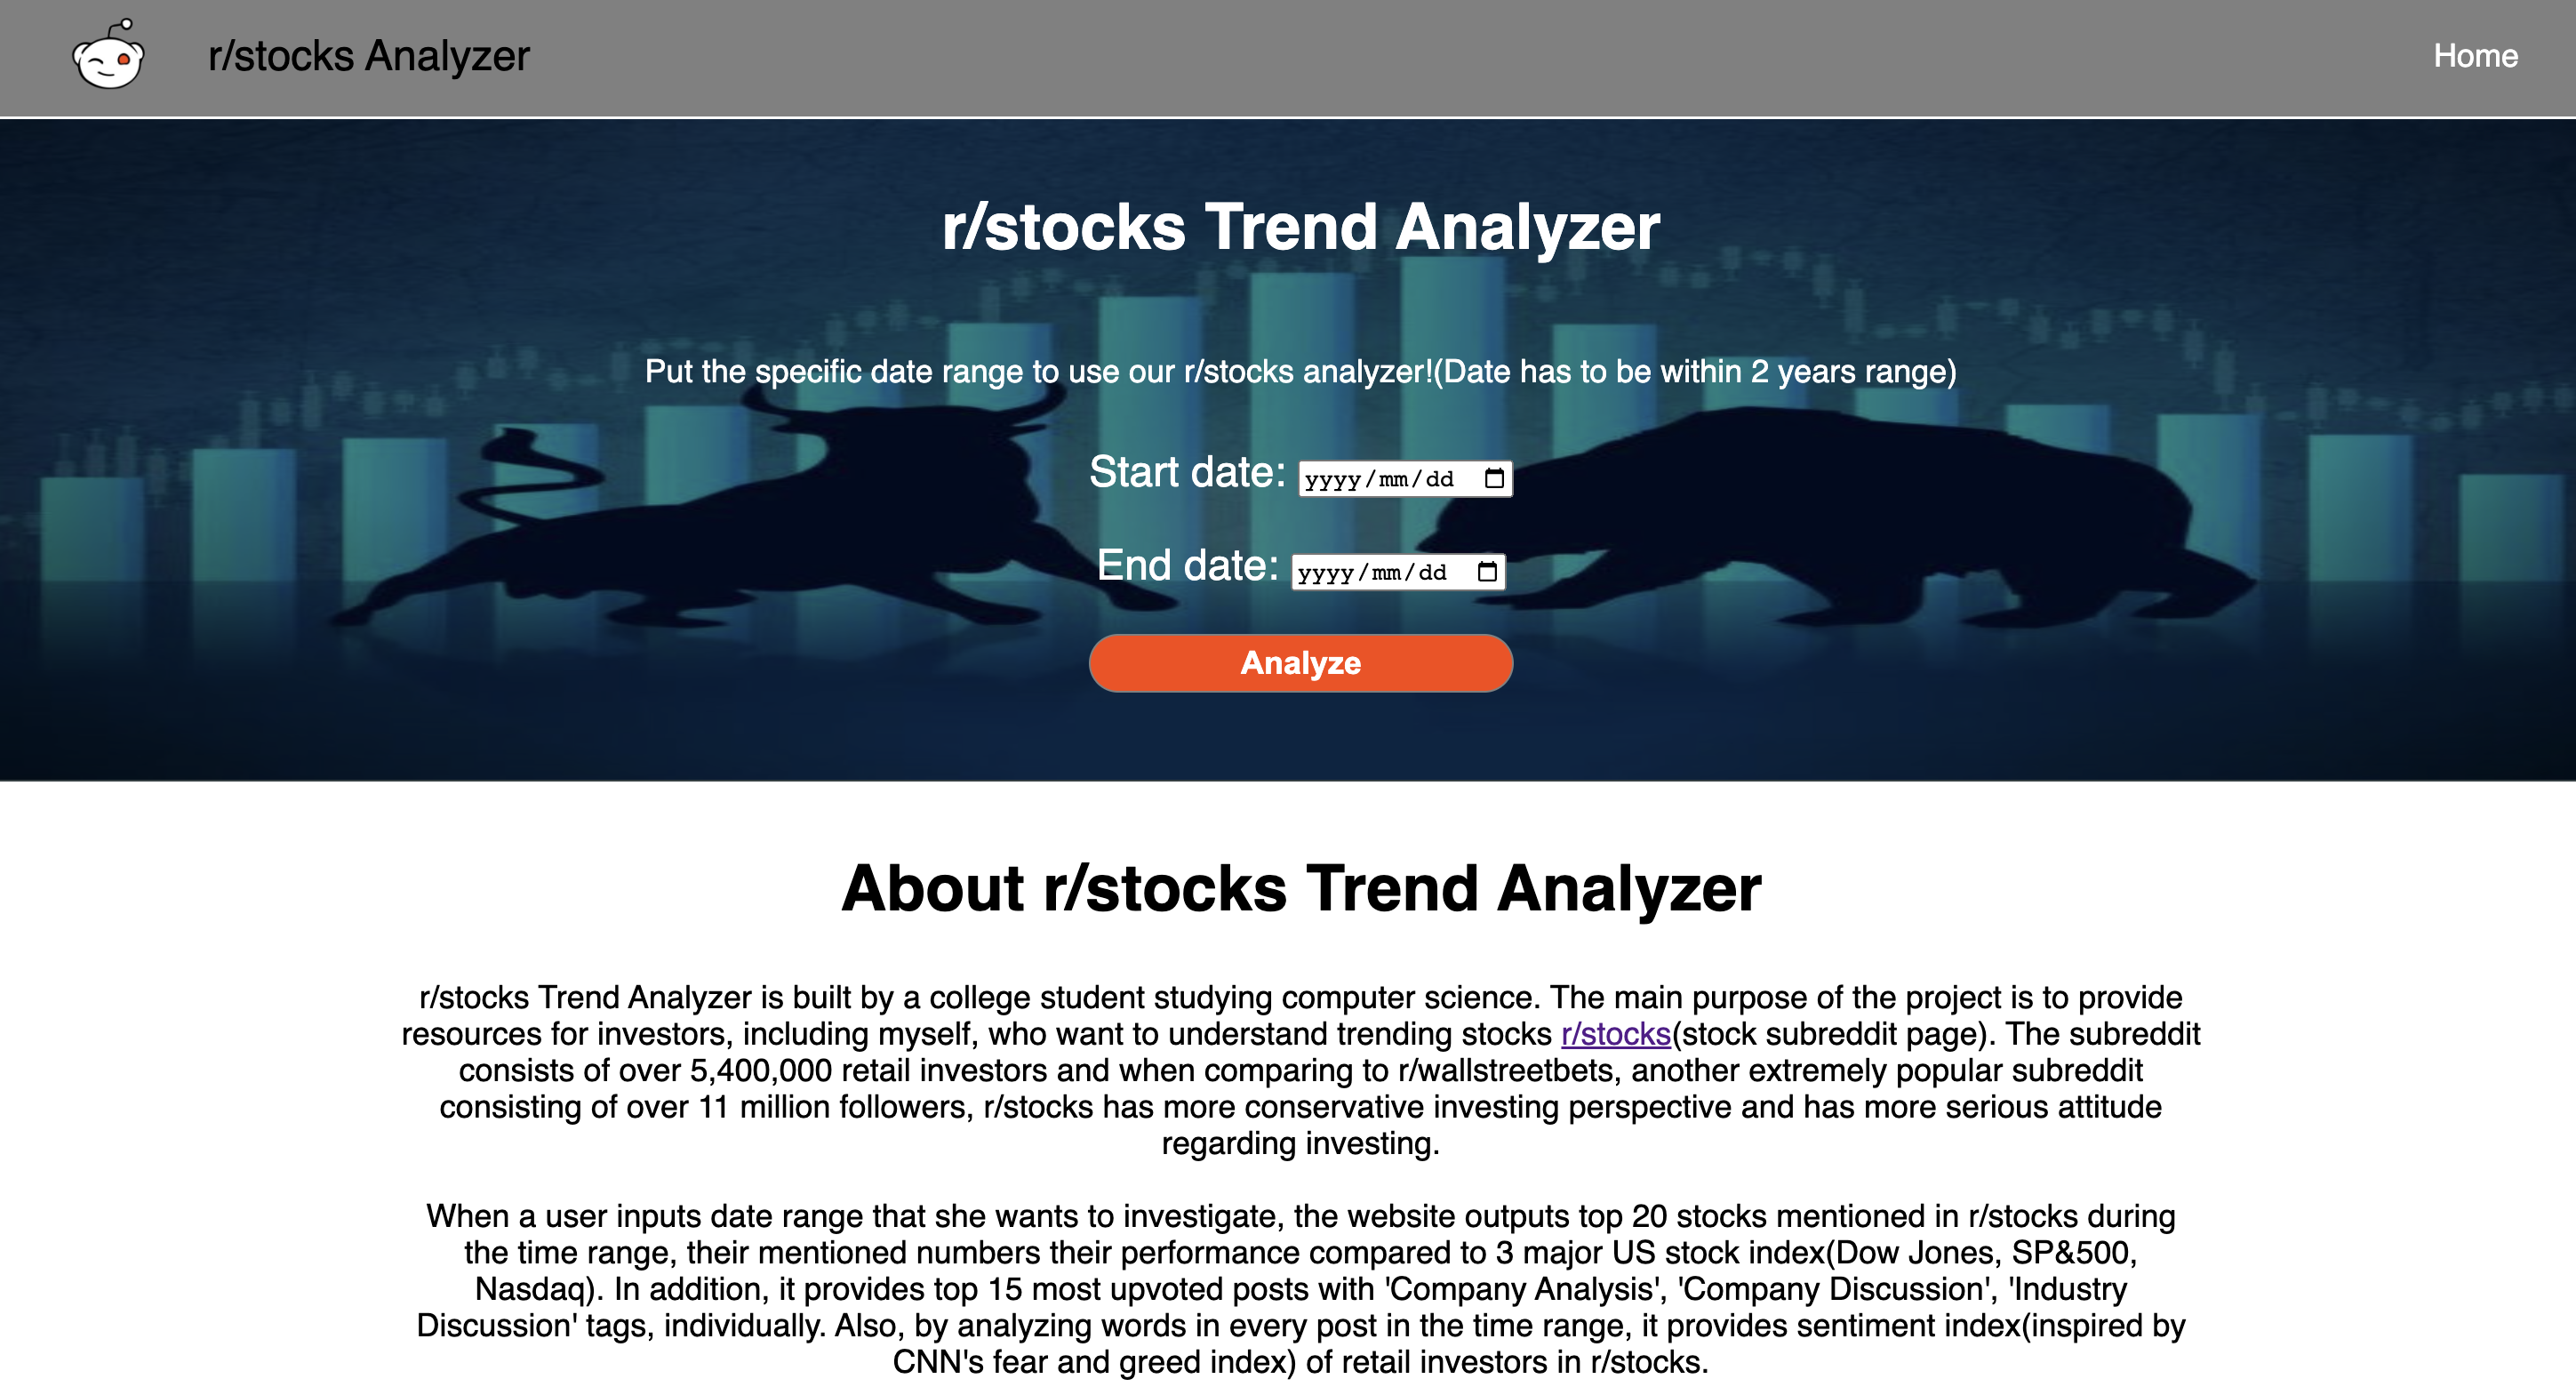 r/stocks Analyzer
Home
r/stocks Trend Analyzer
Put the specific date range to use our r/stocks analyzer!(Date has to be within 2 years range)
Start date: yyyy/mm/dd
End date: yyyy/mm/dd
Analyze
About r/stocks Trend Analyzer
r/stocks Trend Analyzer is built by a college student studying computer science. The main purpose of the project is to provide
resources for investors, including myself, who want to understand trending stocks r/stocks(stock subreddit page). The subreddit
consists of over 5,400,000 retail investors and when comparing to r/wallstreetbets, another extremely popular subreddit
consisting of over 11 million followers, r/stocks has more conservative investing perspective and has more serious attitude
regarding investing.
When a user inputs date range that she wants to investigate, the website outputs top 20 stocks mentioned in r/stocks during
the time range, their mentioned numbers their performance compared to 3 major US stock index(Dow Jones, SP&500,
Nasdaq). In addition, it provides top 15 most upvoted posts with 'Company Analysis', 'Company Discussion', 'Industry
Discussion' tags, individually. Also, by analyzing words in every post in the time range, it provides sentiment index(inspired by
CNN's fear and greed index) of retail investors in r/stocks.